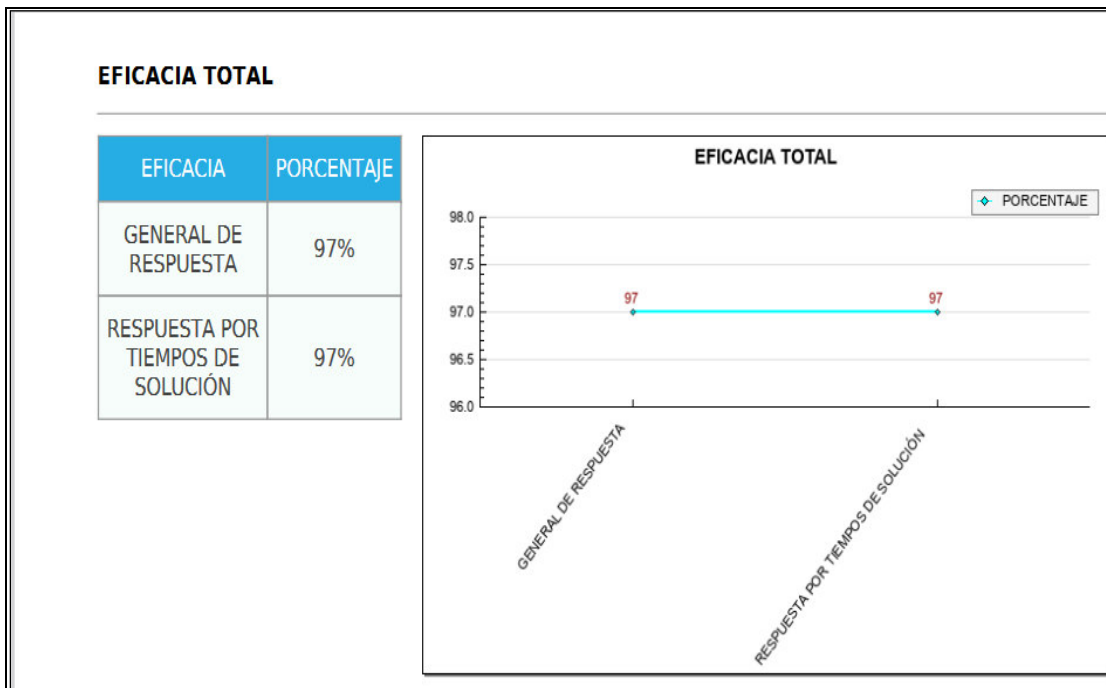 EFICACIA TOTAL
EFICACIA PORCENTAJE
GENERAL DE
RESPUESTA
97%
RESPUESTA POR
TIEMPOS DE
SOLUCIÓN
97%
EFICACIA TOTAL
PORCENTAJE
98.0
97.5
97.0
96.5
96.0
97
97
GENERAL DE RESPUESTA
RESPUESTA POR TIEMPOS DE SOLUCIÓN